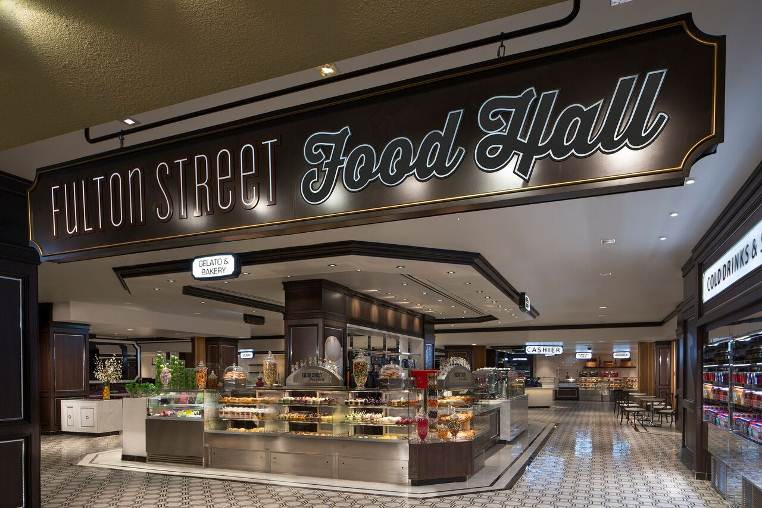 FULTON STREET Food Hall
GELATO &
BAKERY
COLD DRINKS &
CASHIER